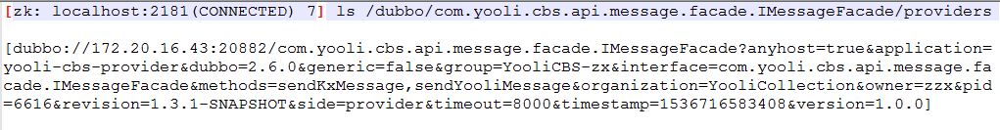 [zk: localhost:2181(CONNECTED) 7] ls /dubbo/com.yooli.cbs.api.message.facade.IMessageFacade/providers
[dubbo://172.20.16.43:20882/com.yooli.cbs.api.message.facade.IMessageFacade?anyhost=true&application=
yooli-cbs-provider&dubbo=2.6.0&generic=false&group=YooliCBS-zx&interface=com.yooli.cbs.api.message.fa
cade.IMessageFacade&methods=sendKxMessage,sendYooliMessage&organization=YooliCollection&owner=zzx&pid
=6616&revision=1.3.1-SNAPSHOT&side=provider&timeout=8000&timestamp=1536716583408&version=1.0.0]